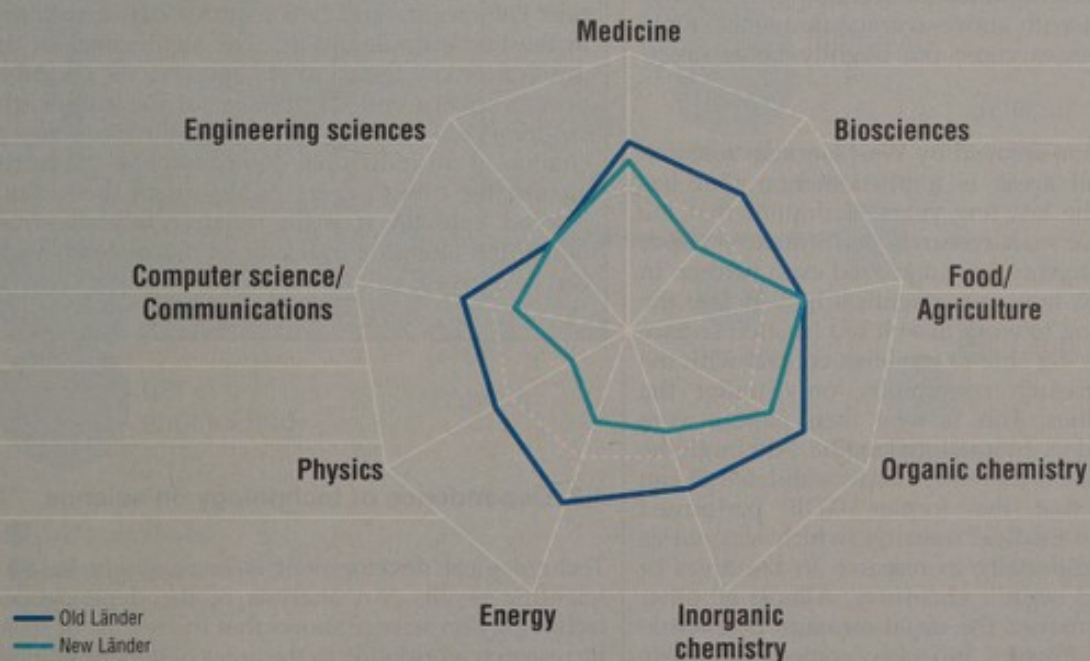 Medicine
Engineering sciences
Biosciences
Computer science/
Communications
Food/
Agriculture
Physics
Organic chemistry
Energy
Inorganic
chemistry
Old Länder
New Länder